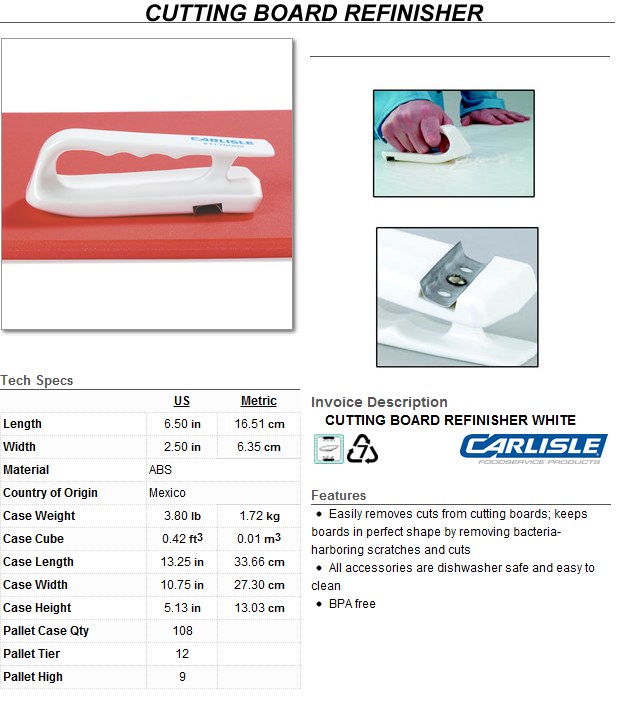 CUTTING BOARD REFINISHER
CARLISLE
Tech Specs
US Metric
Length 6.50 in 16.51 cm
Width 2.50 in 6.35 cm
Material ABS
Country of Origin Mexico
Case Weight 3.80 lb 1.72 kg
Case Cube 0.42 ft3 0.01 m3
Case Length 13.25 in 33.66 cm
Case Width 10.75 in 27.30 cm
Case Height 5.13 in 13.03 cm
Pallet Case Qty 108
Pallet Tier 12
Pallet High 9
Invoice Description
CUTTING BOARD REFINISHER WHITE
7
CARLISLE
FOODSERVICE PRODUCTS
Features
● Easily removes cuts from cutting boards; keeps
boards in perfect shape by removing bacteria-
harboring scratches and cuts
● All accessories are dishwasher safe and easy to
clean
● BPA free